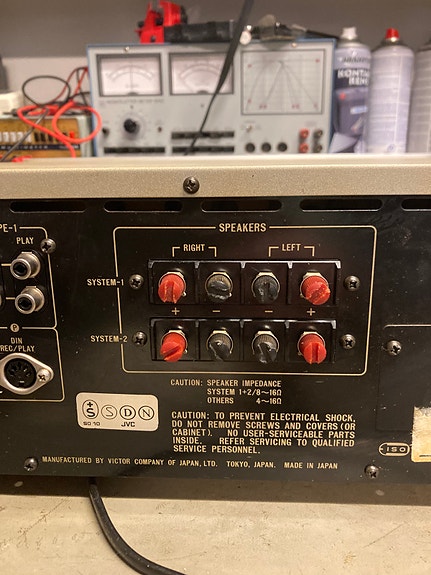 PE-1
PLAY
P
DIN
REC/PLAY
SPEAKERS
RIGHT
LEFT
SYSTEM-1
+ − − +
SYSTEM-2
CAUTION: SPEAKER IMPEDANCE
SYSTEM 1+2/8~16Ω
OTHERS 4~16Ω
+S S D N
SO 10 JVC
CAUTION: TO PREVENT ELECTRICAL SHOCK,
DO NOT REMOVE SCREWS AND COVERS (OR
CABINET). NO USER-SERVICEABLE PARTS
INSIDE. REFER SERVICING TO QUALIFIED
SERVICE PERSONNEL.
ISO
MANUFACTURED BY VICTOR COMPANY OF JAPAN, LTD. TOKYO, JAPAN. MADE IN JAPAN